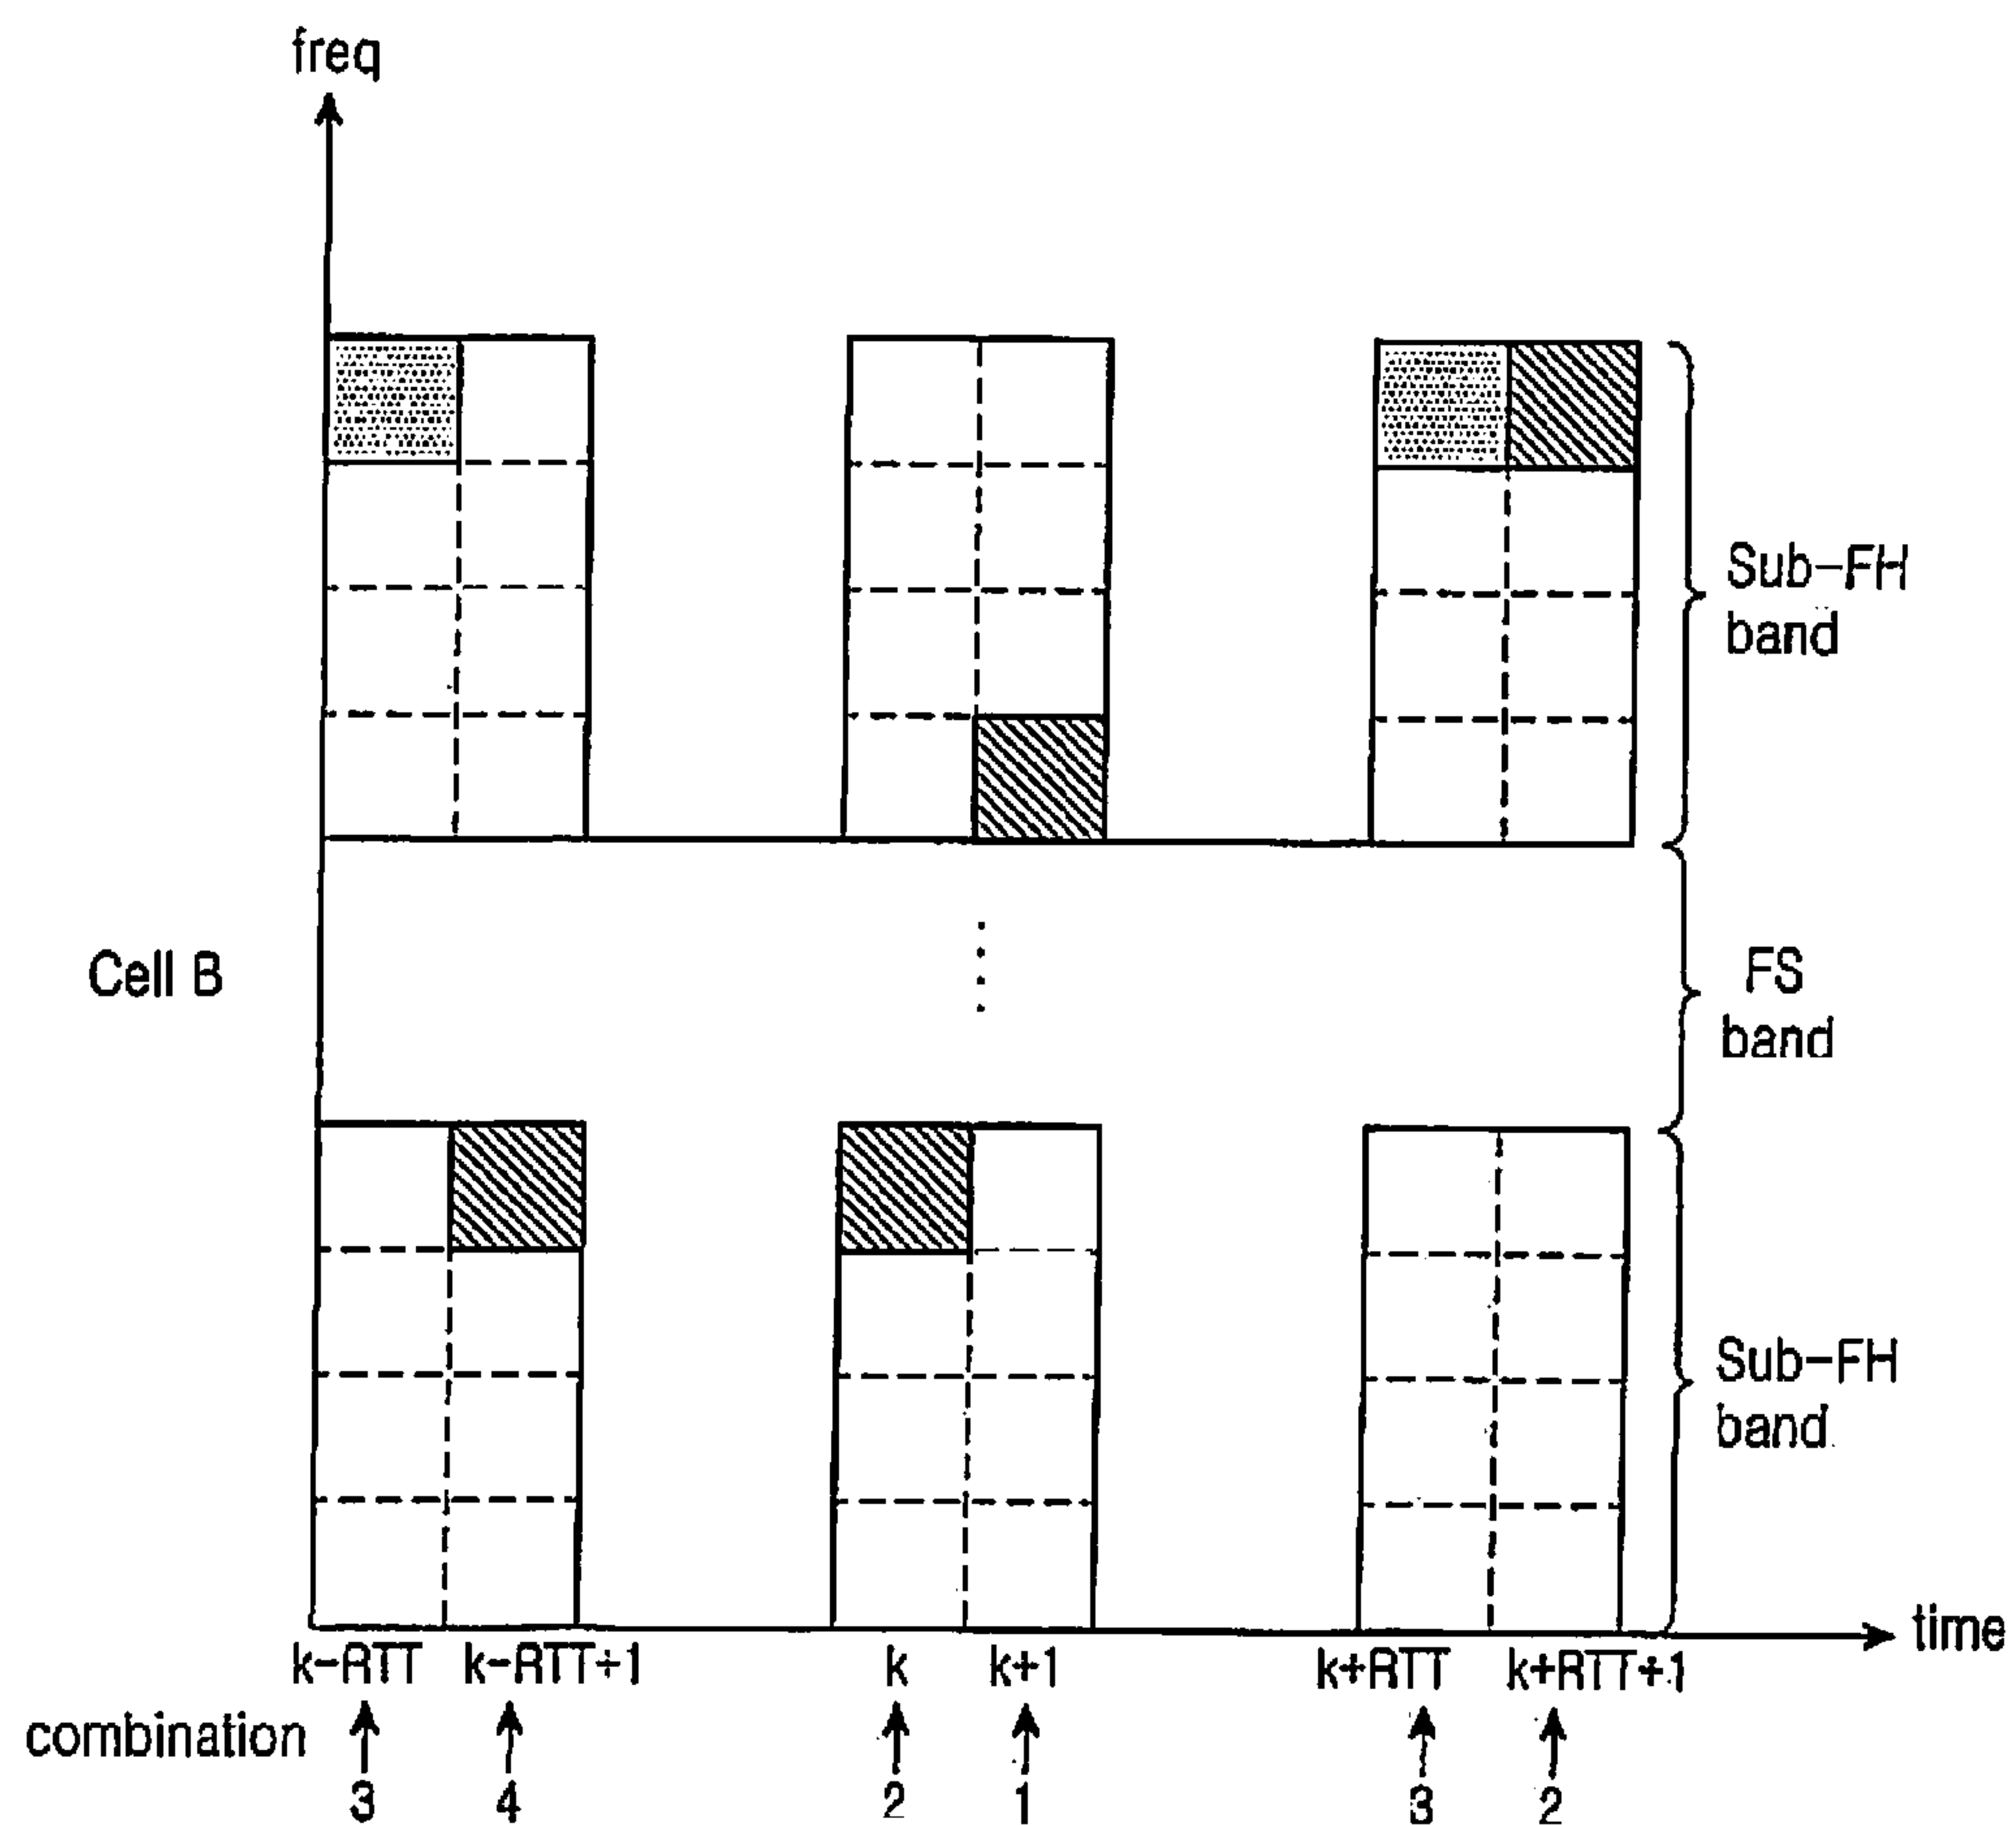 freq
Sub-FH
band
Cell B
FS
band
Sub-FH
band
time
k-RTT k-RTT+1 k k+1 k+RTT k+RTT+1
combination
3 4 2 1 3 2